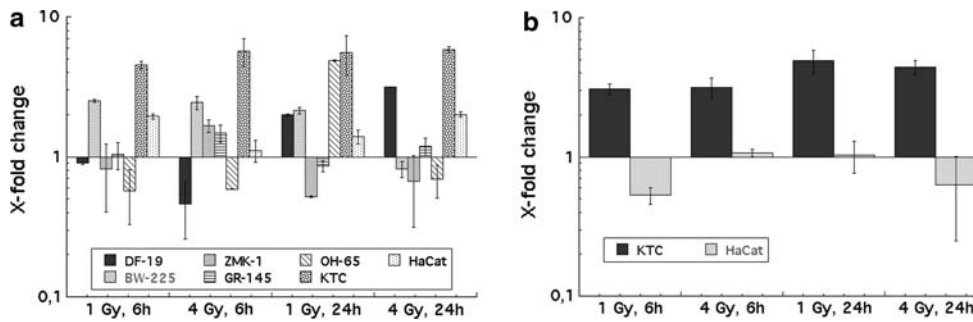 a
10
1
0,1
X-fold change
DF-19 ZMK-1 OH-65 HaCat
BW-225 GR-145 KTC
1 Gy, 6h 4 Gy, 6h 1 Gy, 24h 4 Gy, 24h
b
10
1
0,1
X-fold change
KTC HaCat
1 Gy, 6h 4 Gy, 6h 1 Gy, 24h 4 Gy, 24h